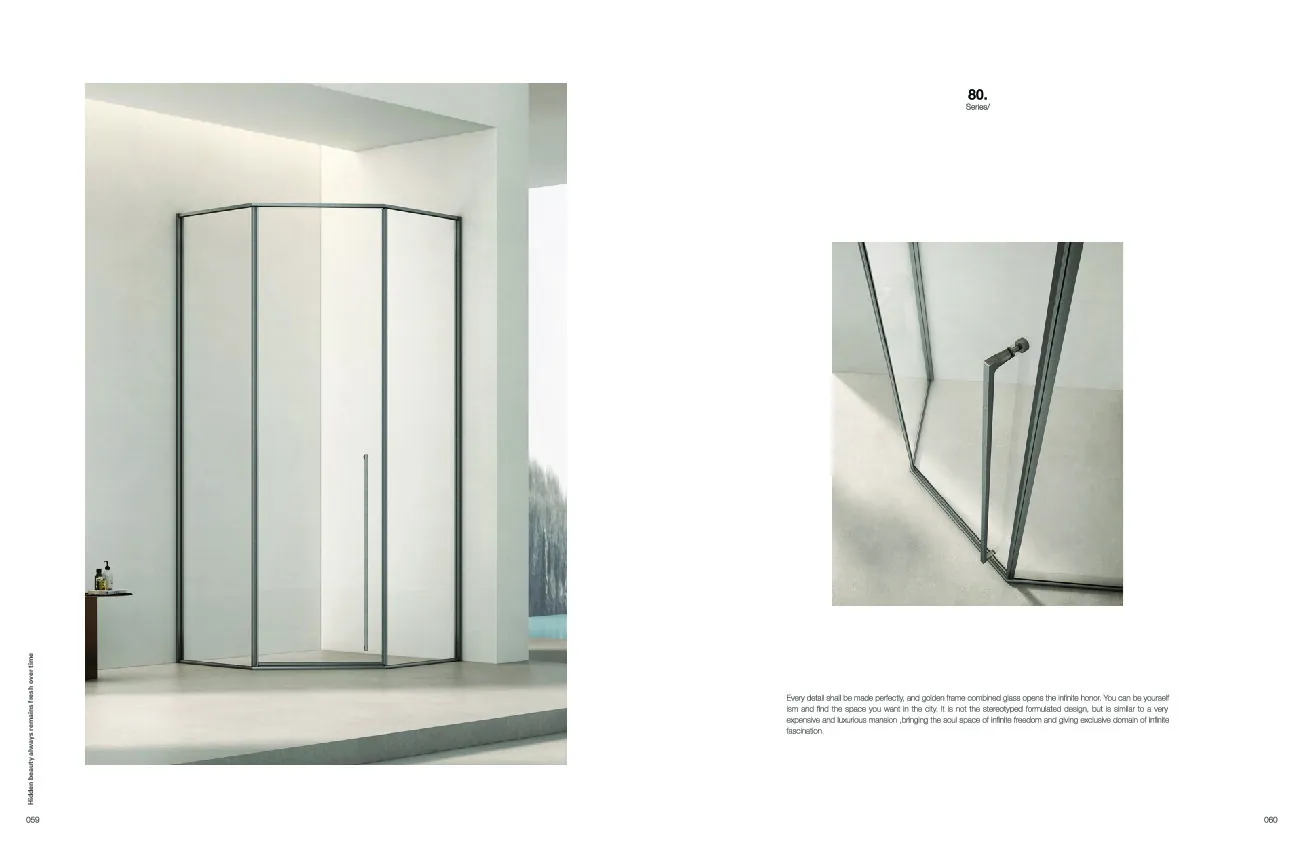 80.
Series/
Every detail shall be made perfectly, and golden frame combined glass opens the infinite honor. You can be yourself
ism and find the space you want in the city. It is not the stereotyped formulated design, but is similar to a very
expensive and luxurious mansion ,bringing the soul space of infinite freedom and giving exclusive domain of infinite
fascination.
Hidden beauty always remains fresh over time
059
060